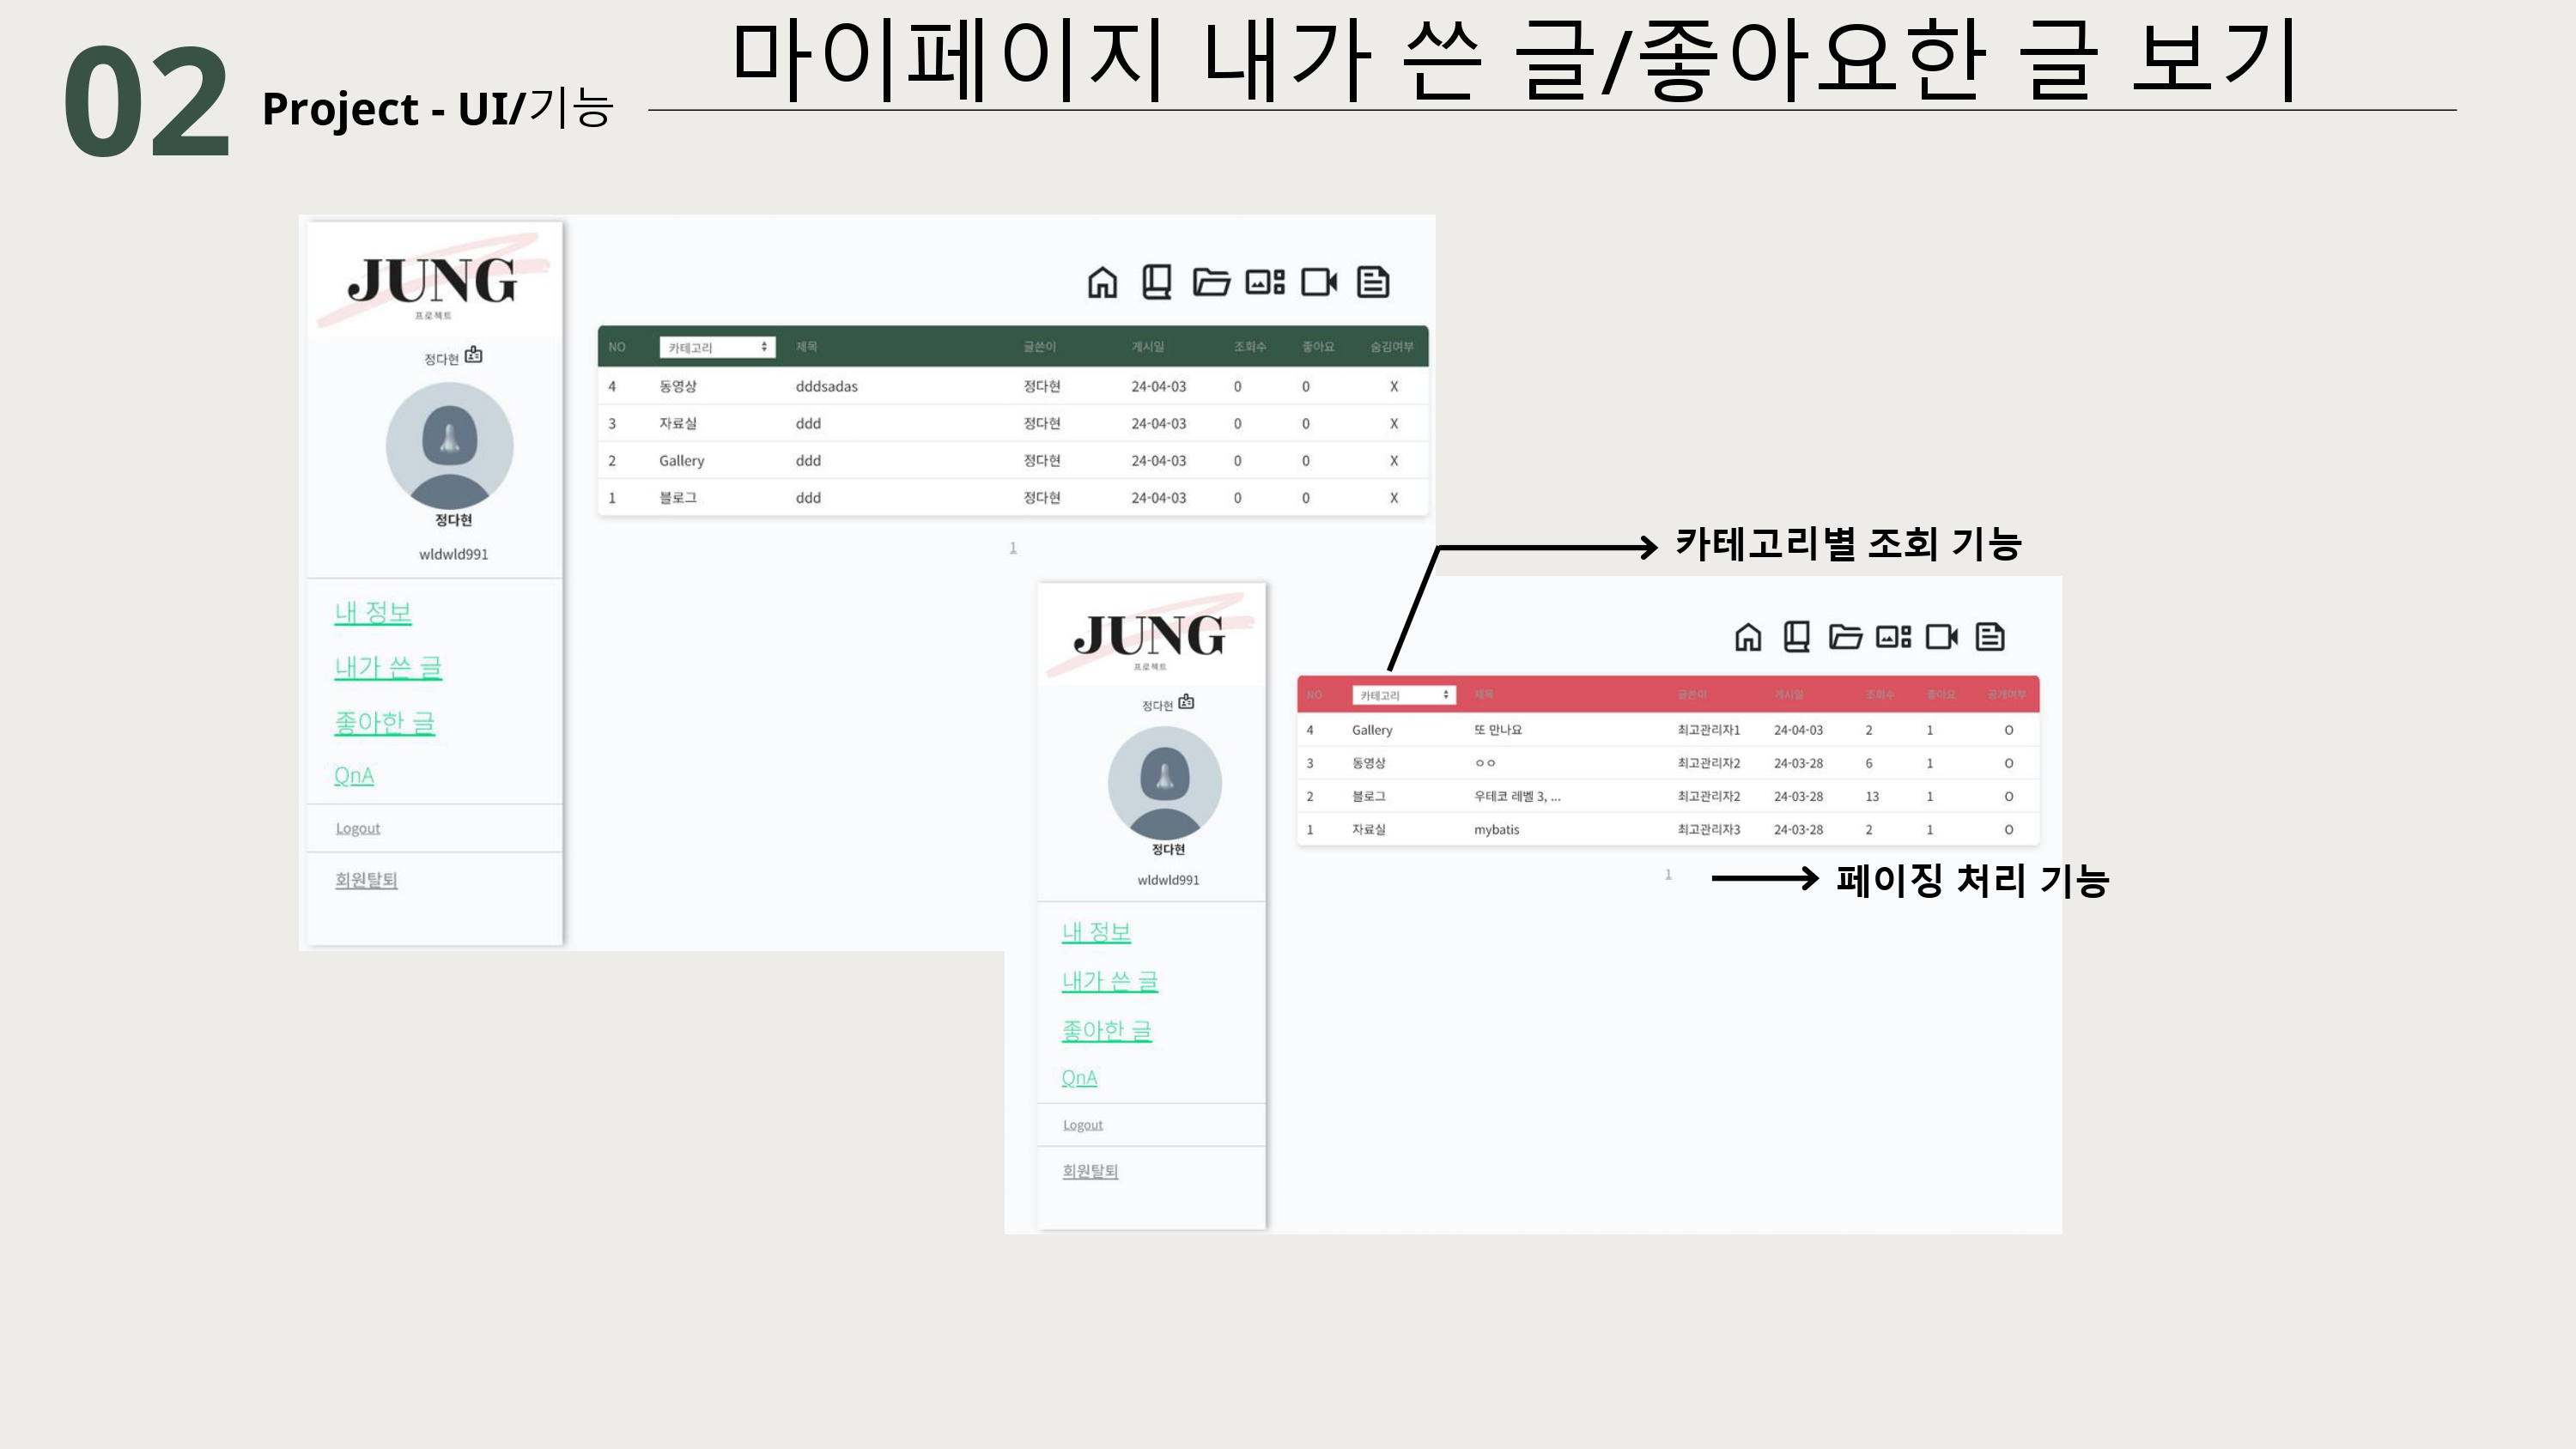 02
Project - UI/기능
마이페이지 내가 쓴 글/좋아요한 글 보기
JUNG
프로젝트
정다현
정다현
wldwld991
내 정보
내가 쓴 글
좋아한 글
QnA
Logout
회원탈퇴
NO 카테고리 제목 글쓴이 게시일 조회수 좋아요 숨김여부
4 동영상 dddsadas 정다현 24-04-03 0 0 X
3 자료실 ddd 정다현 24-04-03 0 0 X
2 Gallery ddd 정다현 24-04-03 0 0 X
1 블로그 ddd 정다현 24-04-03 0 0 X
1
카테고리별 조회 기능
JUNG
프로젝트
정다현
정다현
wldwld991
내 정보
내가 쓴 글
좋아한 글
QnA
Logout
회원탈퇴
NO 카테고리 제목 글쓴이 게시일 조회수 좋아요 공개여부
4 Gallery 또 만나요 최고관리자1 24-04-03 2 1 O
3 동영상 ㅇㅇ 최고관리자2 24-03-28 6 1 O
2 블로그 우테코 레벨 3, ... 최고관리자2 24-03-28 13 1 O
1 자료실 mybatis 최고관리자3 24-03-28 2 1 O
1
페이징 처리 기능